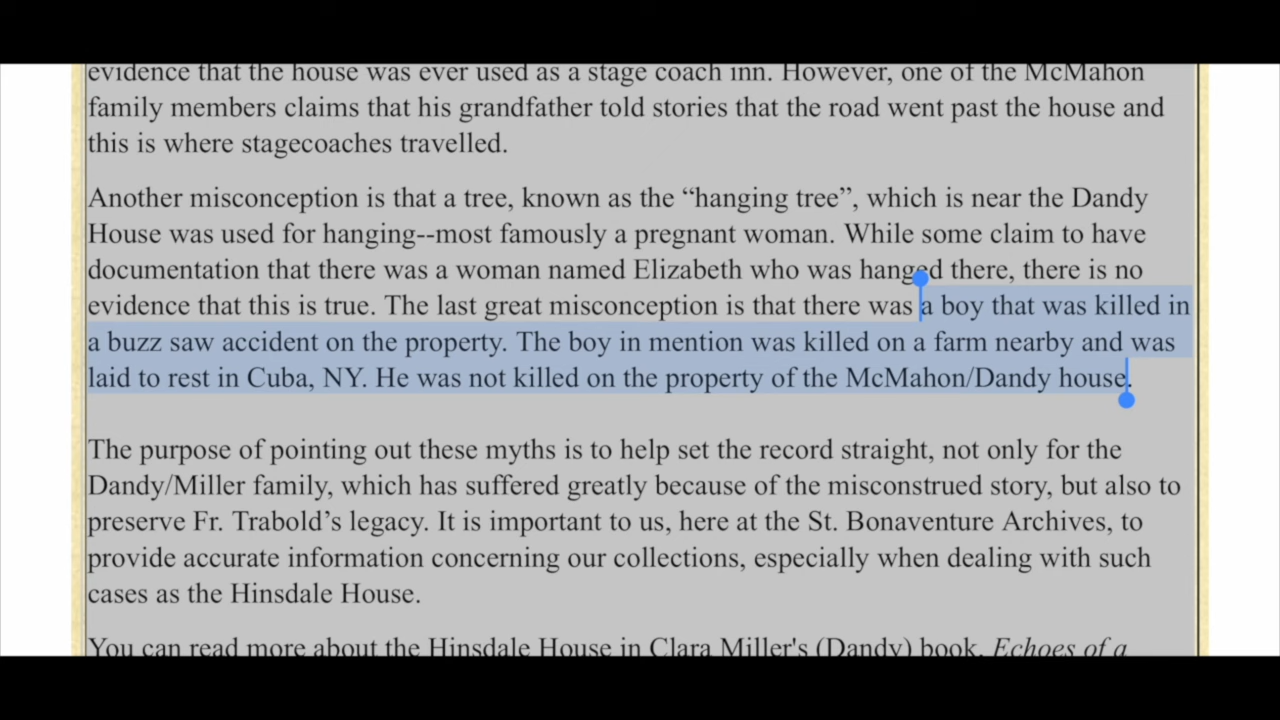 evidence that the house was ever used as a stage coach inn. However, one of the McMahon
family members claims that his grandfather told stories that the road went past the house and
this is where stagecoaches travelled.
Another misconception is that a tree, known as the “hanging tree”, which is near the Dandy
House was used for hanging--most famously a pregnant woman. While some claim to have
documentation that there was a woman named Elizabeth who was hanged there, there is no
evidence that this is true. The last great misconception is that there was a boy that was killed in
a buzz saw accident on the property. The boy in mention was killed on a farm nearby and was
laid to rest in Cuba, NY. He was not killed on the property of the McMahon/Dandy house.
The purpose of pointing out these myths is to help set the record straight, not only for the
Dandy/Miller family, which has suffered greatly because of the misconstrued story, but also to
preserve Fr. Trabold’s legacy. It is important to us, here at the St. Bonaventure Archives, to
provide accurate information concerning our collections, especially when dealing with such
cases as the Hinsdale House.
You can read more about the Hinsdale House in Clara Miller's (Dandy) book, Echoes of a